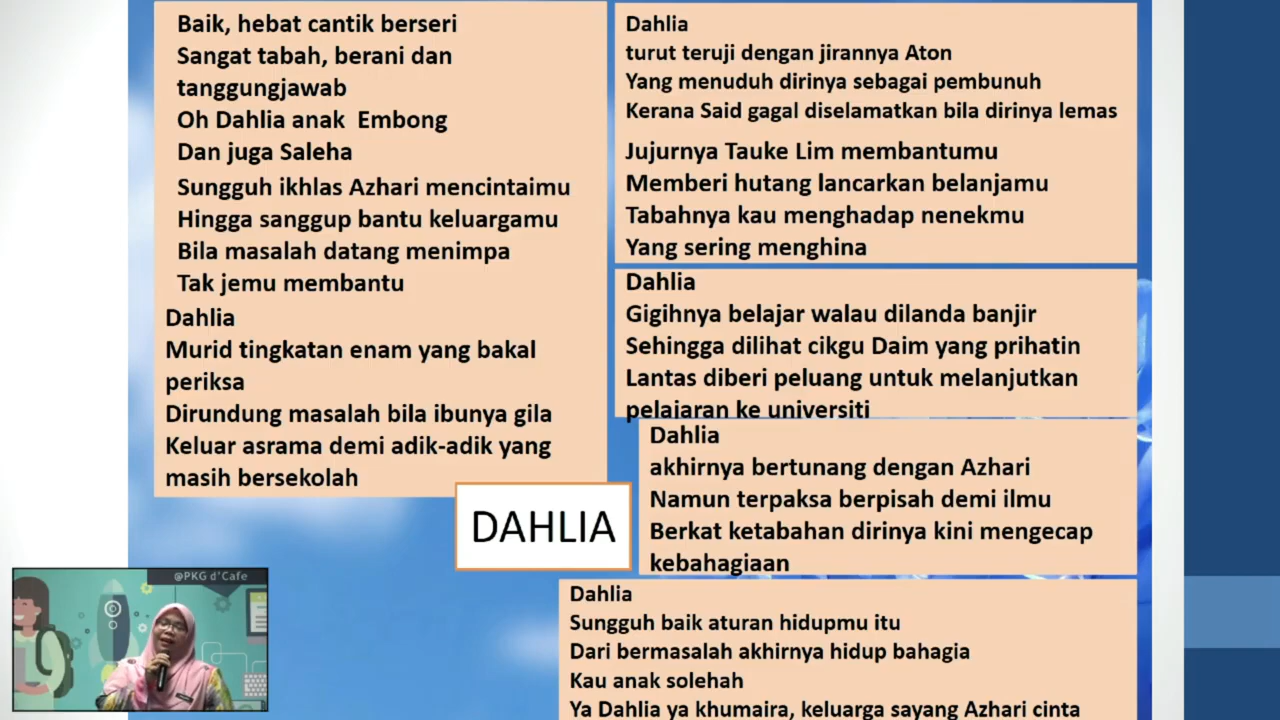 Baik, hebat cantik berseri
Sangat tabah, berani dan
tanggungjawab
Oh Dahlia anak  Embong
Dan juga Saleha
Sungguh ikhlas Azhari mencintaimu
Hingga sanggup bantu keluargamu
Bila masalah datang menimpa
Tak jemu membantu
Dahlia
Murid tingkatan enam yang bakal
periksa
Dirundung masalah bila ibunya gila
Keluar asrama demi adik-adik yang
masih bersekolah
Dahlia
turut teruji dengan jirannya Aton
Yang menuduh dirinya sebagai pembunuh
Kerana Said gagal diselamatkan bila dirinya lemas
Jujurnya Tauke Lim membantumu
Memberi hutang lancarkan belanjamu
Tabahnya kau menghadap nenekmu
Yang sering menghina
Dahlia
Gigihnya belajar walau dilanda banjir
Sehingga dilihat cikgu Daim yang prihatin
Lantas diberi peluang untuk melanjutkan
pelajaran ke universiti
Dahlia
akhirnya bertunang dengan Azhari
Namun terpaksa berpisah demi ilmu
Berkat ketabahan dirinya kini mengecap
kebahagiaan
DAHLIA
Dahlia
Sungguh baik aturan hidupmu itu
Dari bermasalah akhirnya hidup bahagia
Kau anak solehah
Ya Dahlia ya khumaira, keluarga sayang Azhari cinta
@PKG d'Cafe